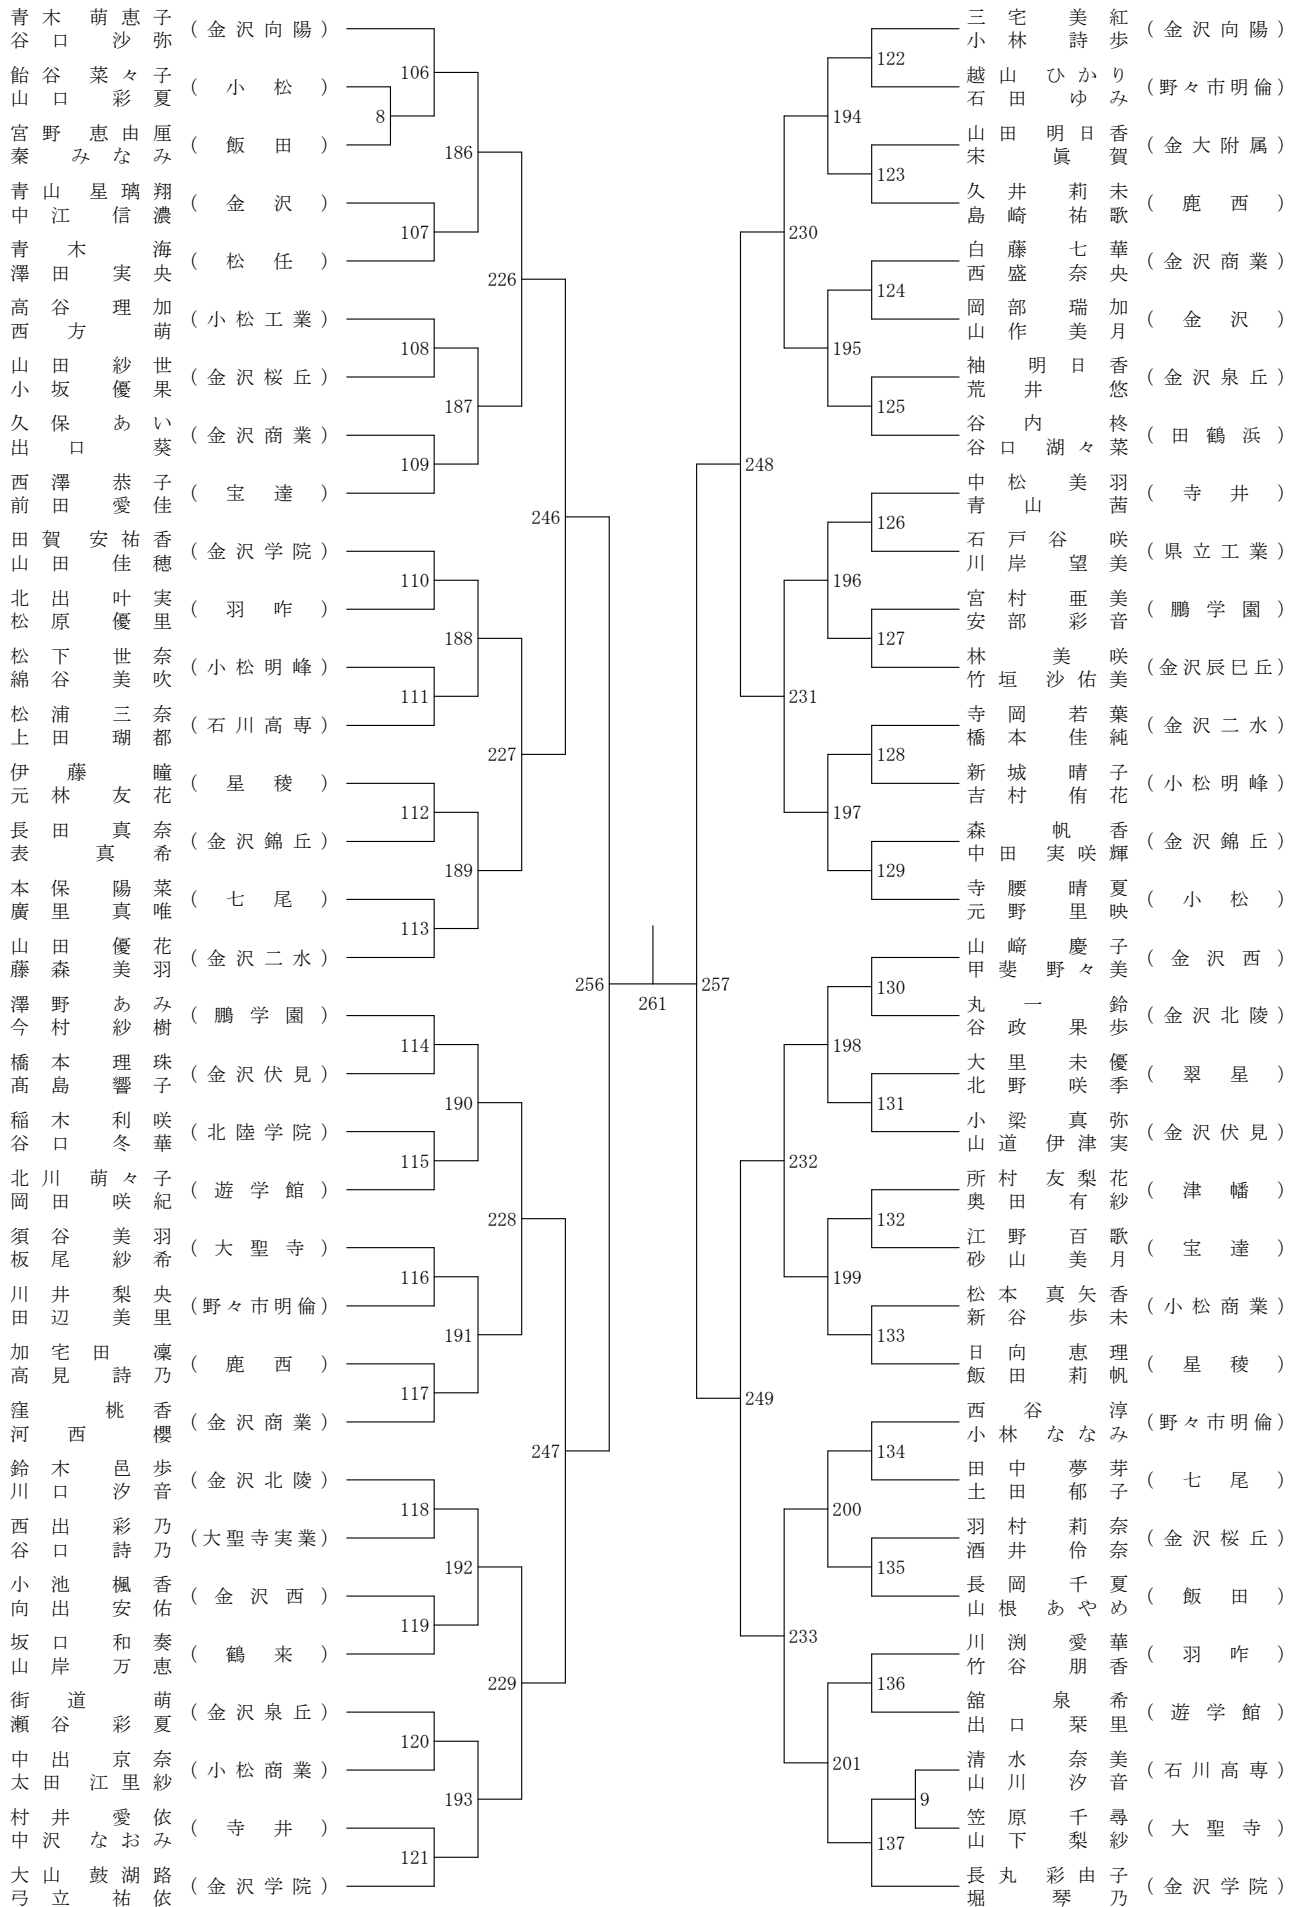 青木 萌恵子
谷口 沙弥
(金沢向陽)
飴谷 菜々子
山口 彩夏
(小松)
宮野 恵由厘
秦 みなみ
(飯田)
青山 星璃翔
中江 信濃
(金沢)
青木 海
澤田 実央
(松任)
高谷 理加
西方 萌
(小松工業)
山田 紗世
小坂 優果
(金沢桜丘)
久保 あい
出口 葵
(金沢商業)
西澤 恭子
前田 愛佳
(宝達)
田賀 安祐香
山田 佳穂
(金沢学院)
北出 叶実
松原 優里
(羽咋)
松下 世奈
綿谷 美吹
(小松明峰)
松浦 三奈
上田 瑚都
(石川高専)
伊藤 瞳
元林 友花
(星稜)
長田 真奈
表 真希
(金沢錦丘)
本保 陽菜
廣里 真唯
(七尾)
山田 優花
藤森 美羽
(金沢二水)
澤野 あみ
今村 紗樹
(鵬学園)
橋本 理珠
髙島 響子
(金沢伏見)
稲木 利咲
谷口 冬華
(北陸学院)
北川 萌々子
岡田 咲紀
(遊学館)
須谷 美羽
板尾 紗希
(大聖寺)
川井 梨央
田辺 美里
(野々市明倫)
加宅田 凜
高見 詩乃
(鹿西)
窪 桃香
河西 櫻
(金沢商業)
鈴木 邑歩
川口 汐音
(金沢北陵)
西出 彩乃
谷口 詩乃
(大聖寺実業)
小池 楓香
向出 安佑
(金沢西)
坂口 和奏
山岸 万恵
(鶴来)
街道 萌
瀬谷 彩夏
(金沢泉丘)
中出 京奈
太田 江里紗
(小松商業)
村井 愛依
中沢 なおみ
(寺井)
大山 鼓湖路
弓立 祐依
(金沢学院)
8
106
107
108
109
110
111
112
113
114
115
116
117
118
119
120
121
186
187
188
189
190
191
192
193
226
227
228
229
246
247
256
261
257
248
249
230
231
232
233
194
195
196
197
198
199
200
201
122
123
124
125
126
127
128
129
130
131
132
133
134
135
136
137
9
三宅 美紅
小林 詩歩
(金沢向陽)
越山 ひかり
石田 ゆみ
(野々市明倫)
山田 明日香
宋 眞賀
(金大附属)
久井 莉未
島崎 祐歌
(鹿西)
白藤 七華
西盛 奈央
(金沢商業)
岡部 瑞加
山作 美月
(金沢)
袖 明日香
荒井 悠
(金沢泉丘)
谷内 柊
谷口 湖々菜
(田鶴浜)
中松 美羽
青山 茜
(寺井)
石戸谷 咲
川岸 望美
(県立工業)
宮村 亜美
安部 彩音
(鵬学園)
林 美咲
竹垣 沙佑美
(金沢辰巳丘)
寺岡 若葉
橋本 佳純
(金沢二水)
新城 晴子
吉村 侑花
(小松明峰)
森 帆香
中田 実咲輝
(金沢錦丘)
寺腰 晴夏
元野 里映
(小松)
山﨑 慶子
甲斐 野々美
(金沢西)
丸一 鈴
谷政 果歩
(金沢北陵)
大里 未優
北野 咲季
(翠星)
小梁 真弥
山道 伊津実
(金沢伏見)
所村 友梨花
奥田 有紗
(津幡)
江野 百歌
砂山 美月
(宝達)
松本 真矢香
新谷 歩未
(小松商業)
日向 恵理
飯田 莉帆
(星稜)
西谷 淳
小林 ななみ
(野々市明倫)
田中 夢芽
土田 郁子
(七尾)
羽村 莉奈
酒井 伶奈
(金沢桜丘)
長岡 千夏
山根 あやめ
(飯田)
川渕 愛華
竹谷 朋香
(羽咋)
舘 泉希
出口 栞里
(遊学館)
清水 奈美
山川 汐音
(石川高専)
笠原 千尋
山下 梨紗
(大聖寺)
長丸 彩由子
堀 琴乃
(金沢学院)